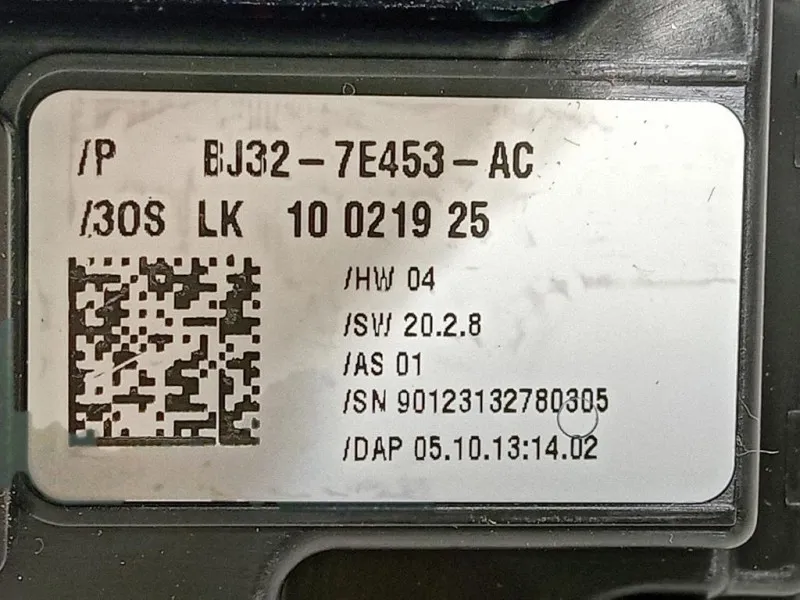 /P BJ32-7E453-AC
/3OS LK 10 0219 25
/HW 04
/SW 20.2.8
/AS 01
/SN 90123132780305
/DAP 05.10.13:14.02